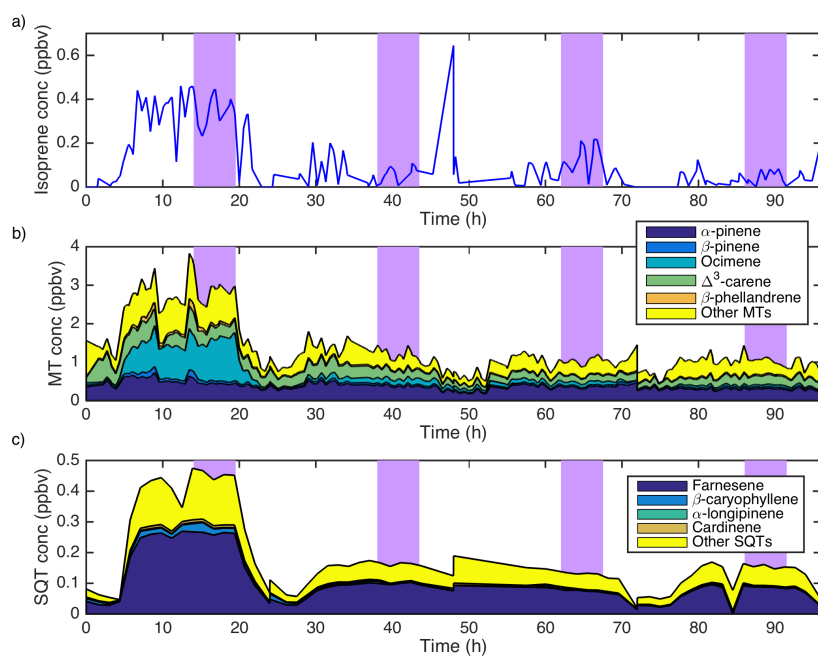 a)
Isoprene conc (ppbv)
0.6
0.4
0.2
0
0 10 20 30 40 50 60 70 80 90
Time (h)
b)
MT conc (ppbv)
4
3
2
1
0
α-pinene
β-pinene
Ocimene
Δ³-carene
β-phellandrene
Other MTs
0 10 20 30 40 50 60 70 80 90
Time (h)
c)
SQT conc (ppbv)
0.5
0.4
0.3
0.2
0.1
0
Farnesene
β-caryophyllene
α-longipinene
Cardinene
Other SQTs
0 10 20 30 40 50 60 70 80 90
Time (h)